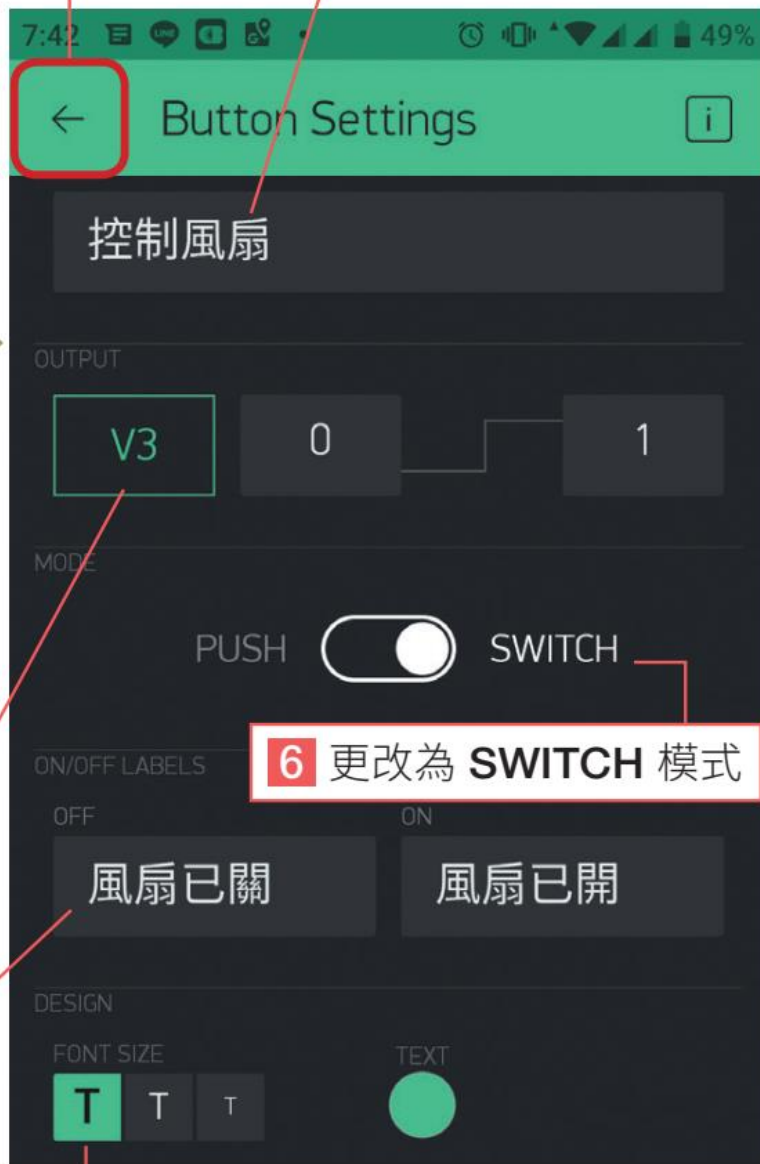 7:42 49%
← Button Settings i
控制風扇
OUTPUT
V3 0 1
MODE
PUSH SWITCH
6 更改為 SWITCH 模式
ON/OFF LABELS
OFF ON
風扇已關 風扇已開
DESIGN
FONT SIZE TEXT
T T T